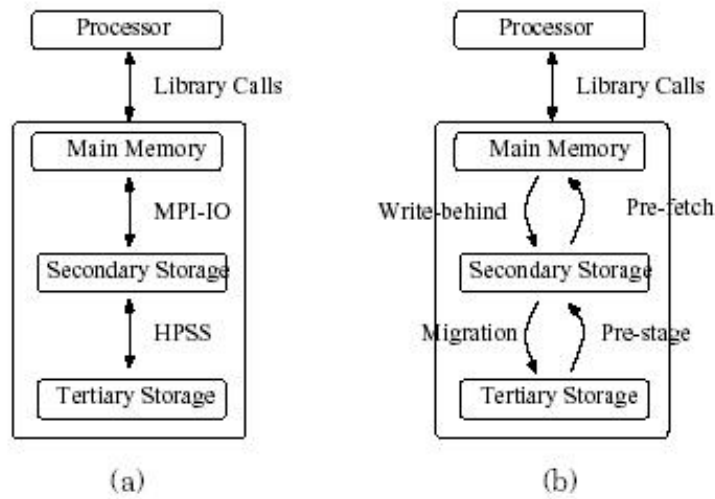 Processor
Library Calls
Main Memory
MPI-IO
Secondary Storage
HPSS
Tertiary Storage
(a)
Processor
Library Calls
Main Memory
Write-behind
Pre-fetch
Secondary Storage
Migration
Pre-stage
Tertiary Storage
(b)